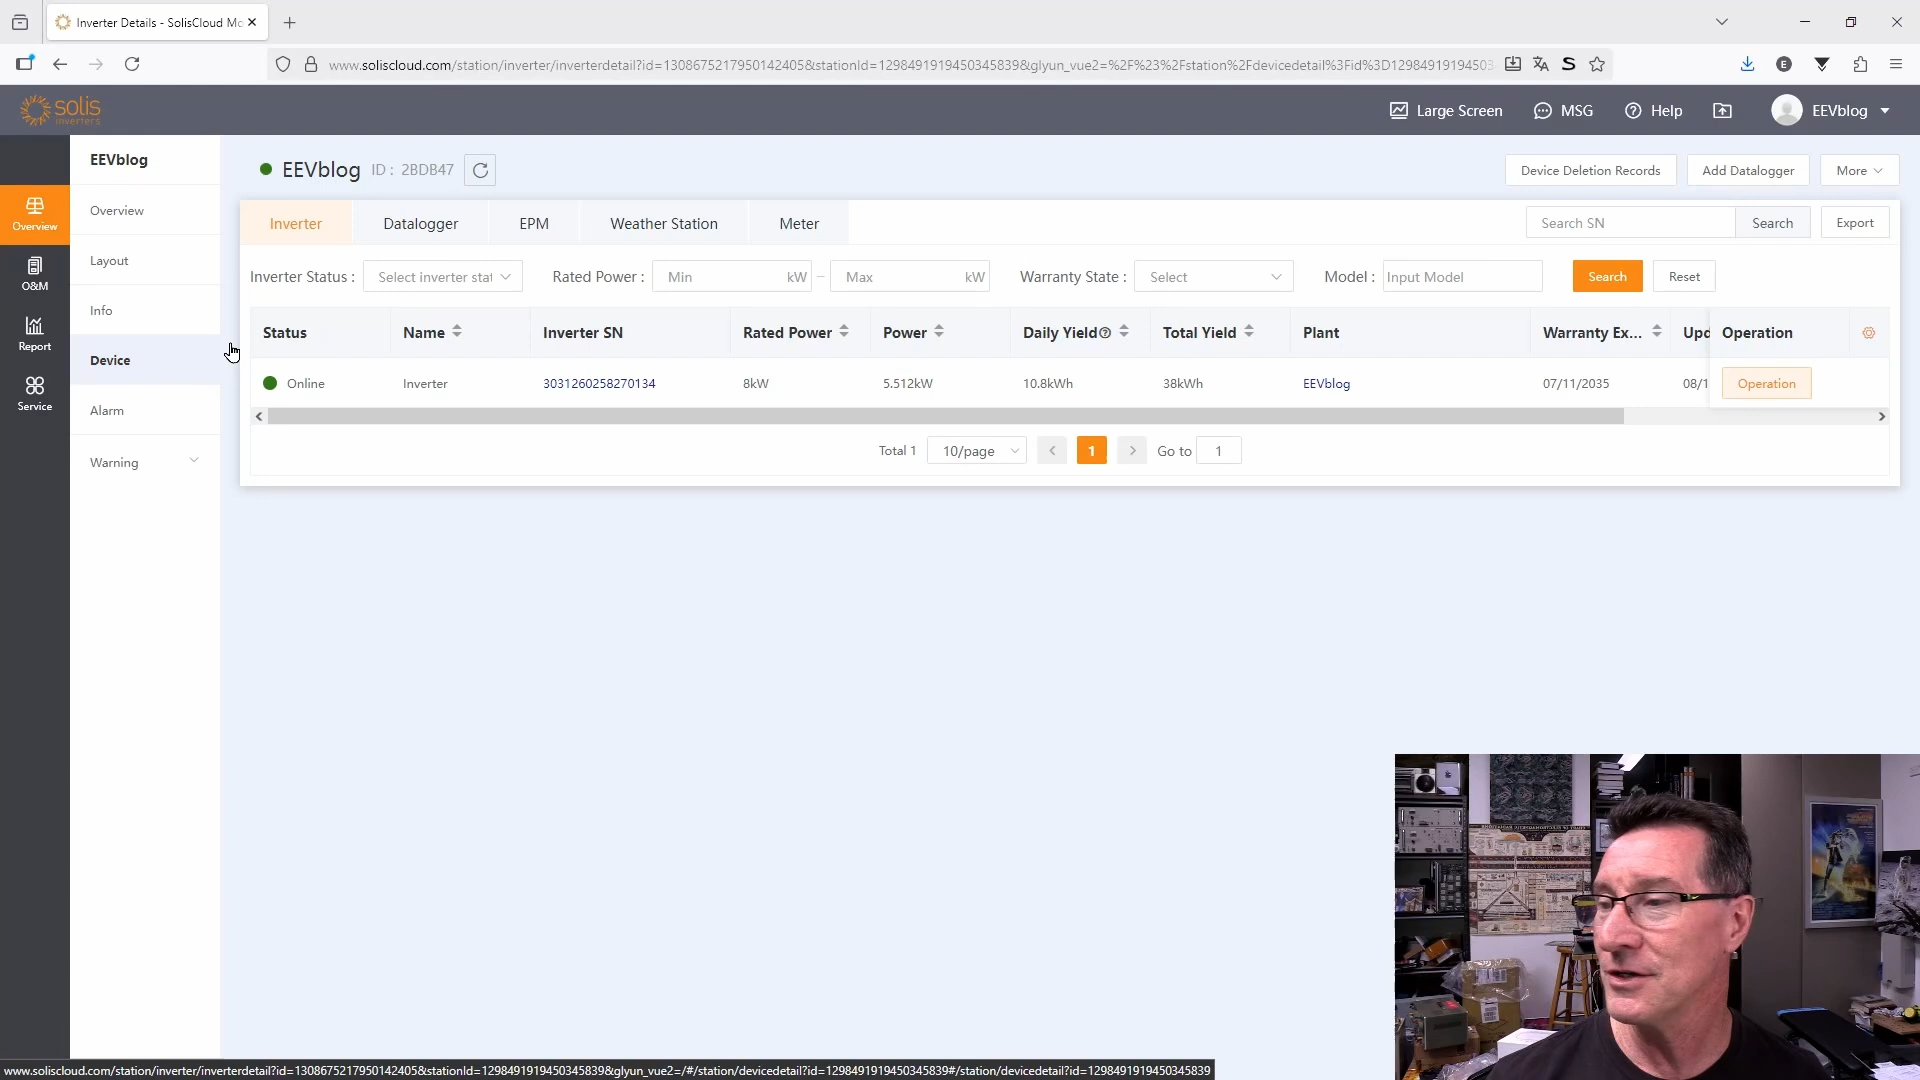 Inverter Details - SolisCloud Mo
www.soliscloud.com/station/inverter/inverterdetail?id=1308675217950142405&stationId=1298491919450345839&glyun_vue2=%2F%23%2Fstation%2Fdevicedetail%3Fid%3D12984919194503
solis
inverters
Large Screen
MSG
Help
EEVblog
Overview
O&M
Report
Service
EEVblog
Overview
Layout
Info
Device
Alarm
Warning
EEVblog ID : 2BDB47
Device Deletion Records
Add Datalogger
More
Inverter Datalogger EPM Weather Station Meter
Search SN Search Export
Inverter Status : Select inverter stat Rated Power : Min kW – Max kW Warranty State : Select Model : Input Model Search Reset
Status Name Inverter SN Rated Power Power Daily Yield Total Yield Plant Warranty Ex... Upd Operation
Online Inverter 3031260258270134 8kW 5.512kW 10.8kWh 38kWh EEVblog 07/11/2035 08/1 Operation
Total 1 10/page 1 Go to 1
www.soliscloud.com/station/inverter/inverterdetail?id=1308675217950142405&stationId=1298491919450345839&glyun_vue2=/#/station/devicedetail?id=1298491919450345839#/station/devicedetail?id=1298491919450345839